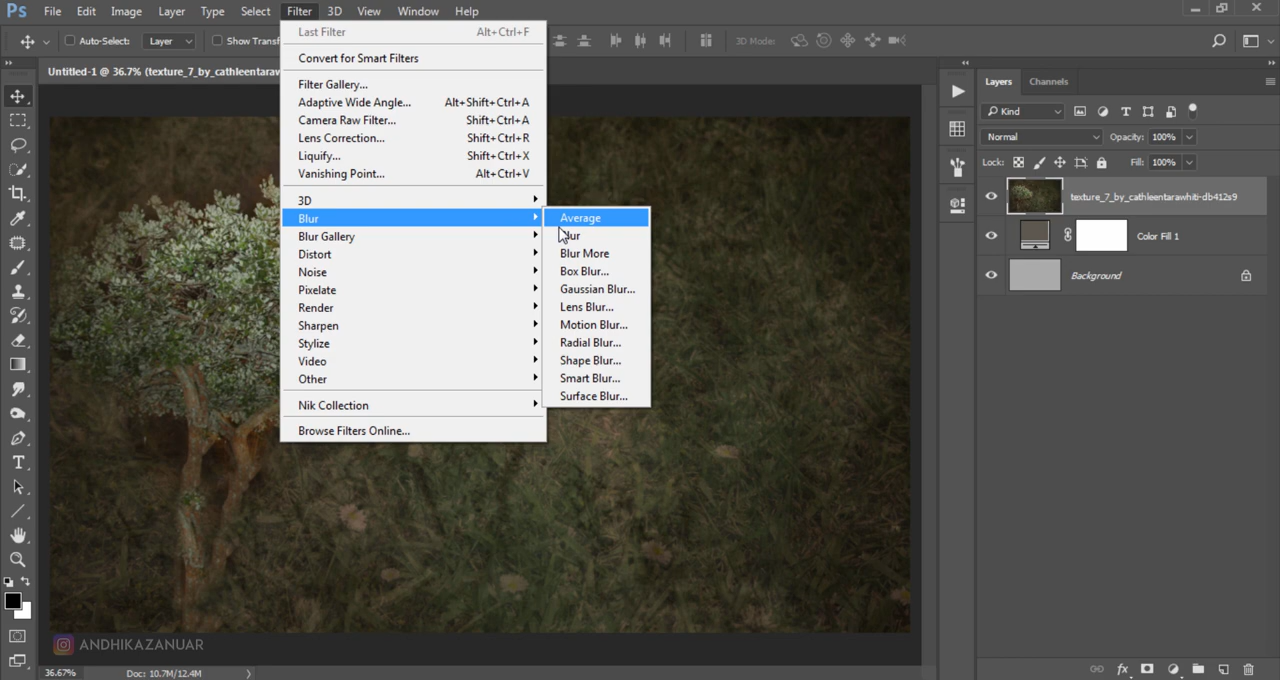 Ps File Edit Image Layer Type Select Filter 3D View Window Help
Auto-Select: Layer Show Transf 3D Mode:
Untitled-1 @ 36.7% (texture_7_by_cathleentaraw
Last Filter Alt+Ctrl+F
Convert for Smart Filters
Filter Gallery...
Adaptive Wide Angle... Alt+Shift+Ctrl+A
Camera Raw Filter... Shift+Ctrl+A
Lens Correction... Shift+Ctrl+R
Liquify... Shift+Ctrl+X
Vanishing Point... Alt+Ctrl+V
3D
Blur
Blur Gallery
Distort
Noise
Pixelate
Render
Sharpen
Stylize
Video
Other
Nik Collection
Browse Filters Online...
Average
Blur
Blur More
Box Blur...
Gaussian Blur...
Lens Blur...
Motion Blur...
Radial Blur...
Shape Blur...
Smart Blur...
Surface Blur...
Layers Channels
Kind
Normal Opacity: 100%
Lock: Fill: 100%
texture_7_by_cathleentarawhiti-db412s9
Color Fill 1
Background
ANDHIKAZANUAR
36.67% Doc: 10.7M/12.4M